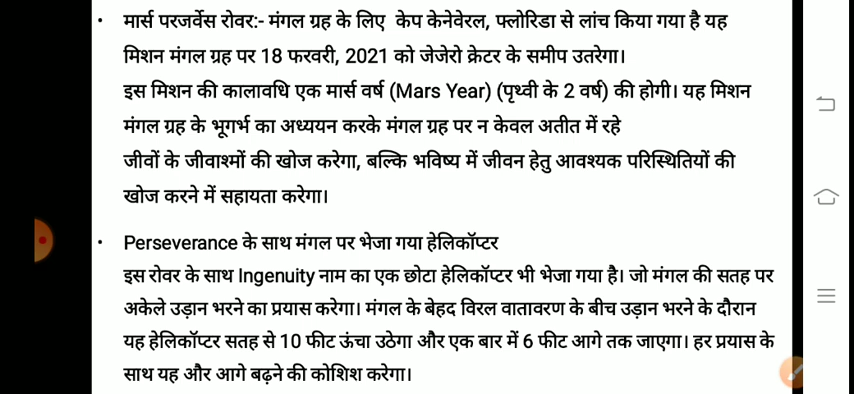 • मार्स परजर्वेस रोवर:- मंगल ग्रह के लिए केप केनेवेरल, फ्लोरिडा से लांच किया गया है यह
मिशन मंगल ग्रह पर 18 फरवरी, 2021 को जेजेरो क्रेटर के समीप उतरेगा।
इस मिशन की कालावधि एक मार्स वर्ष (Mars Year) (पृथ्वी के 2 वर्ष) की होगी। यह मिशन
मंगल ग्रह के भूगर्भ का अध्ययन करके मंगल ग्रह पर न केवल अतीत में रहे
जीवों के जीवाश्मों की खोज करेगा, बल्कि भविष्य में जीवन हेतु आवश्यक परिस्थितियों की
खोज करने में सहायता करेगा।
• Perseverance के साथ मंगल पर भेजा गया हेलिकॉप्टर
इस रोवर के साथ Ingenuity नाम का एक छोटा हेलिकॉप्टर भी भेजा गया है। जो मंगल की सतह पर
अकेले उड़ान भरने का प्रयास करेगा। मंगल के बेहद विरल वातावरण के बीच उड़ान भरने के दौरान
यह हेलिकॉप्टर सतह से 10 फीट ऊंचा उठेगा और एक बार में 6 फीट आगे तक जाएगा। हर प्रयास के
साथ यह और आगे बढ़ने की कोशिश करेगा।